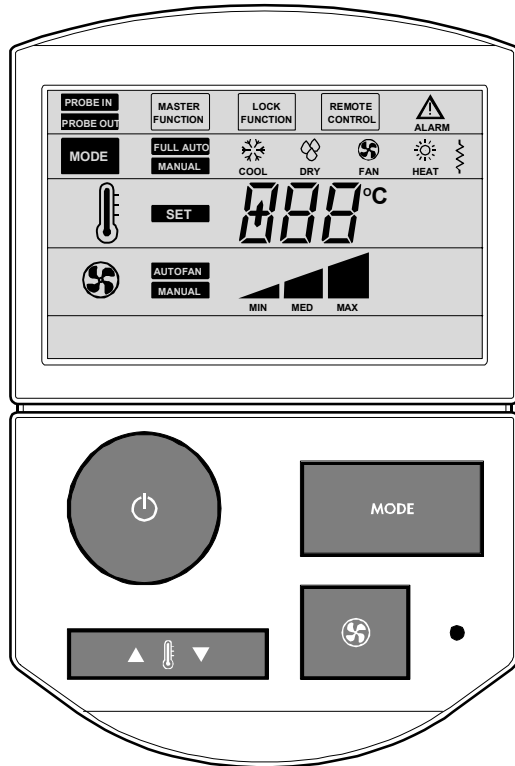 PROBE IN
PROBE OUT
MASTER
FUNCTION
LOCK
FUNCTION
REMOTE
CONTROL
ALARM
MODE
FULL AUTO
MANUAL
COOL
DRY
FAN
HEAT
SET
888°C
AUTOFAN
MANUAL
MIN
MED
MAX
MODE